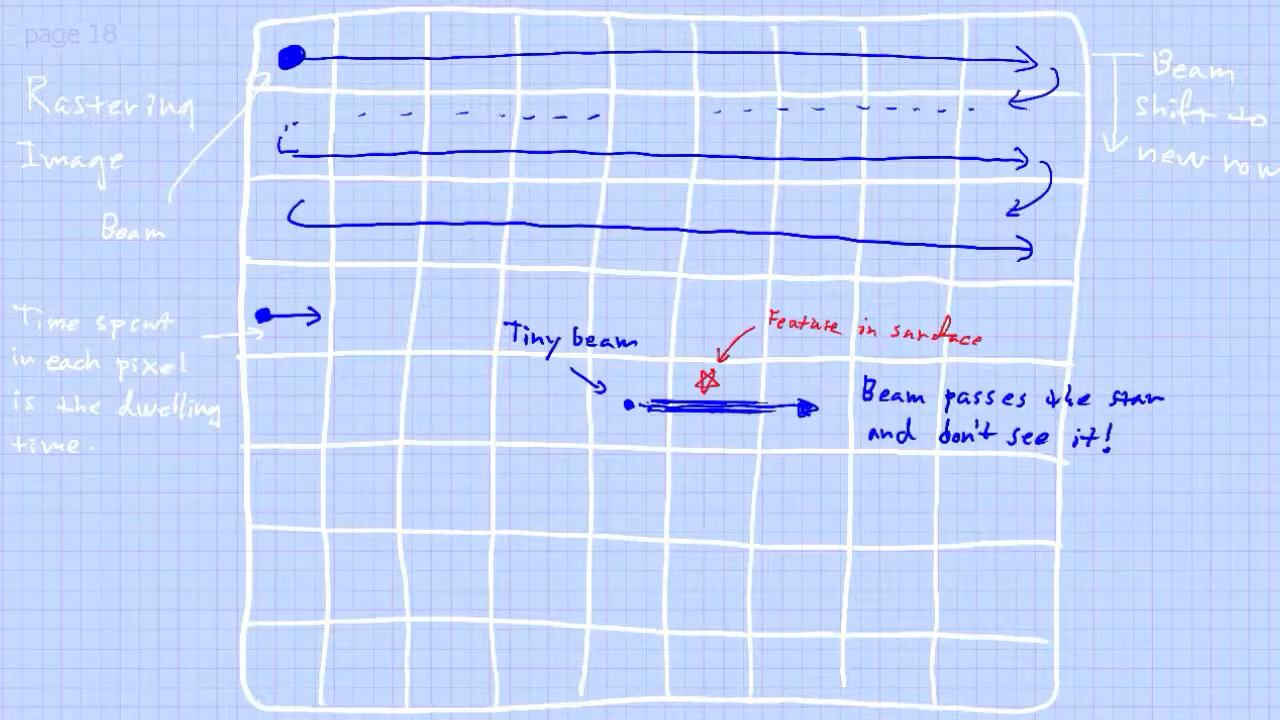 page 18
Rastering
Image
Beam
Beam
shift to
new row
Time spent
in each pixel
is the dwelling
time.
Tiny beam
Feature in surface
Beam passes the star
and don't see it!